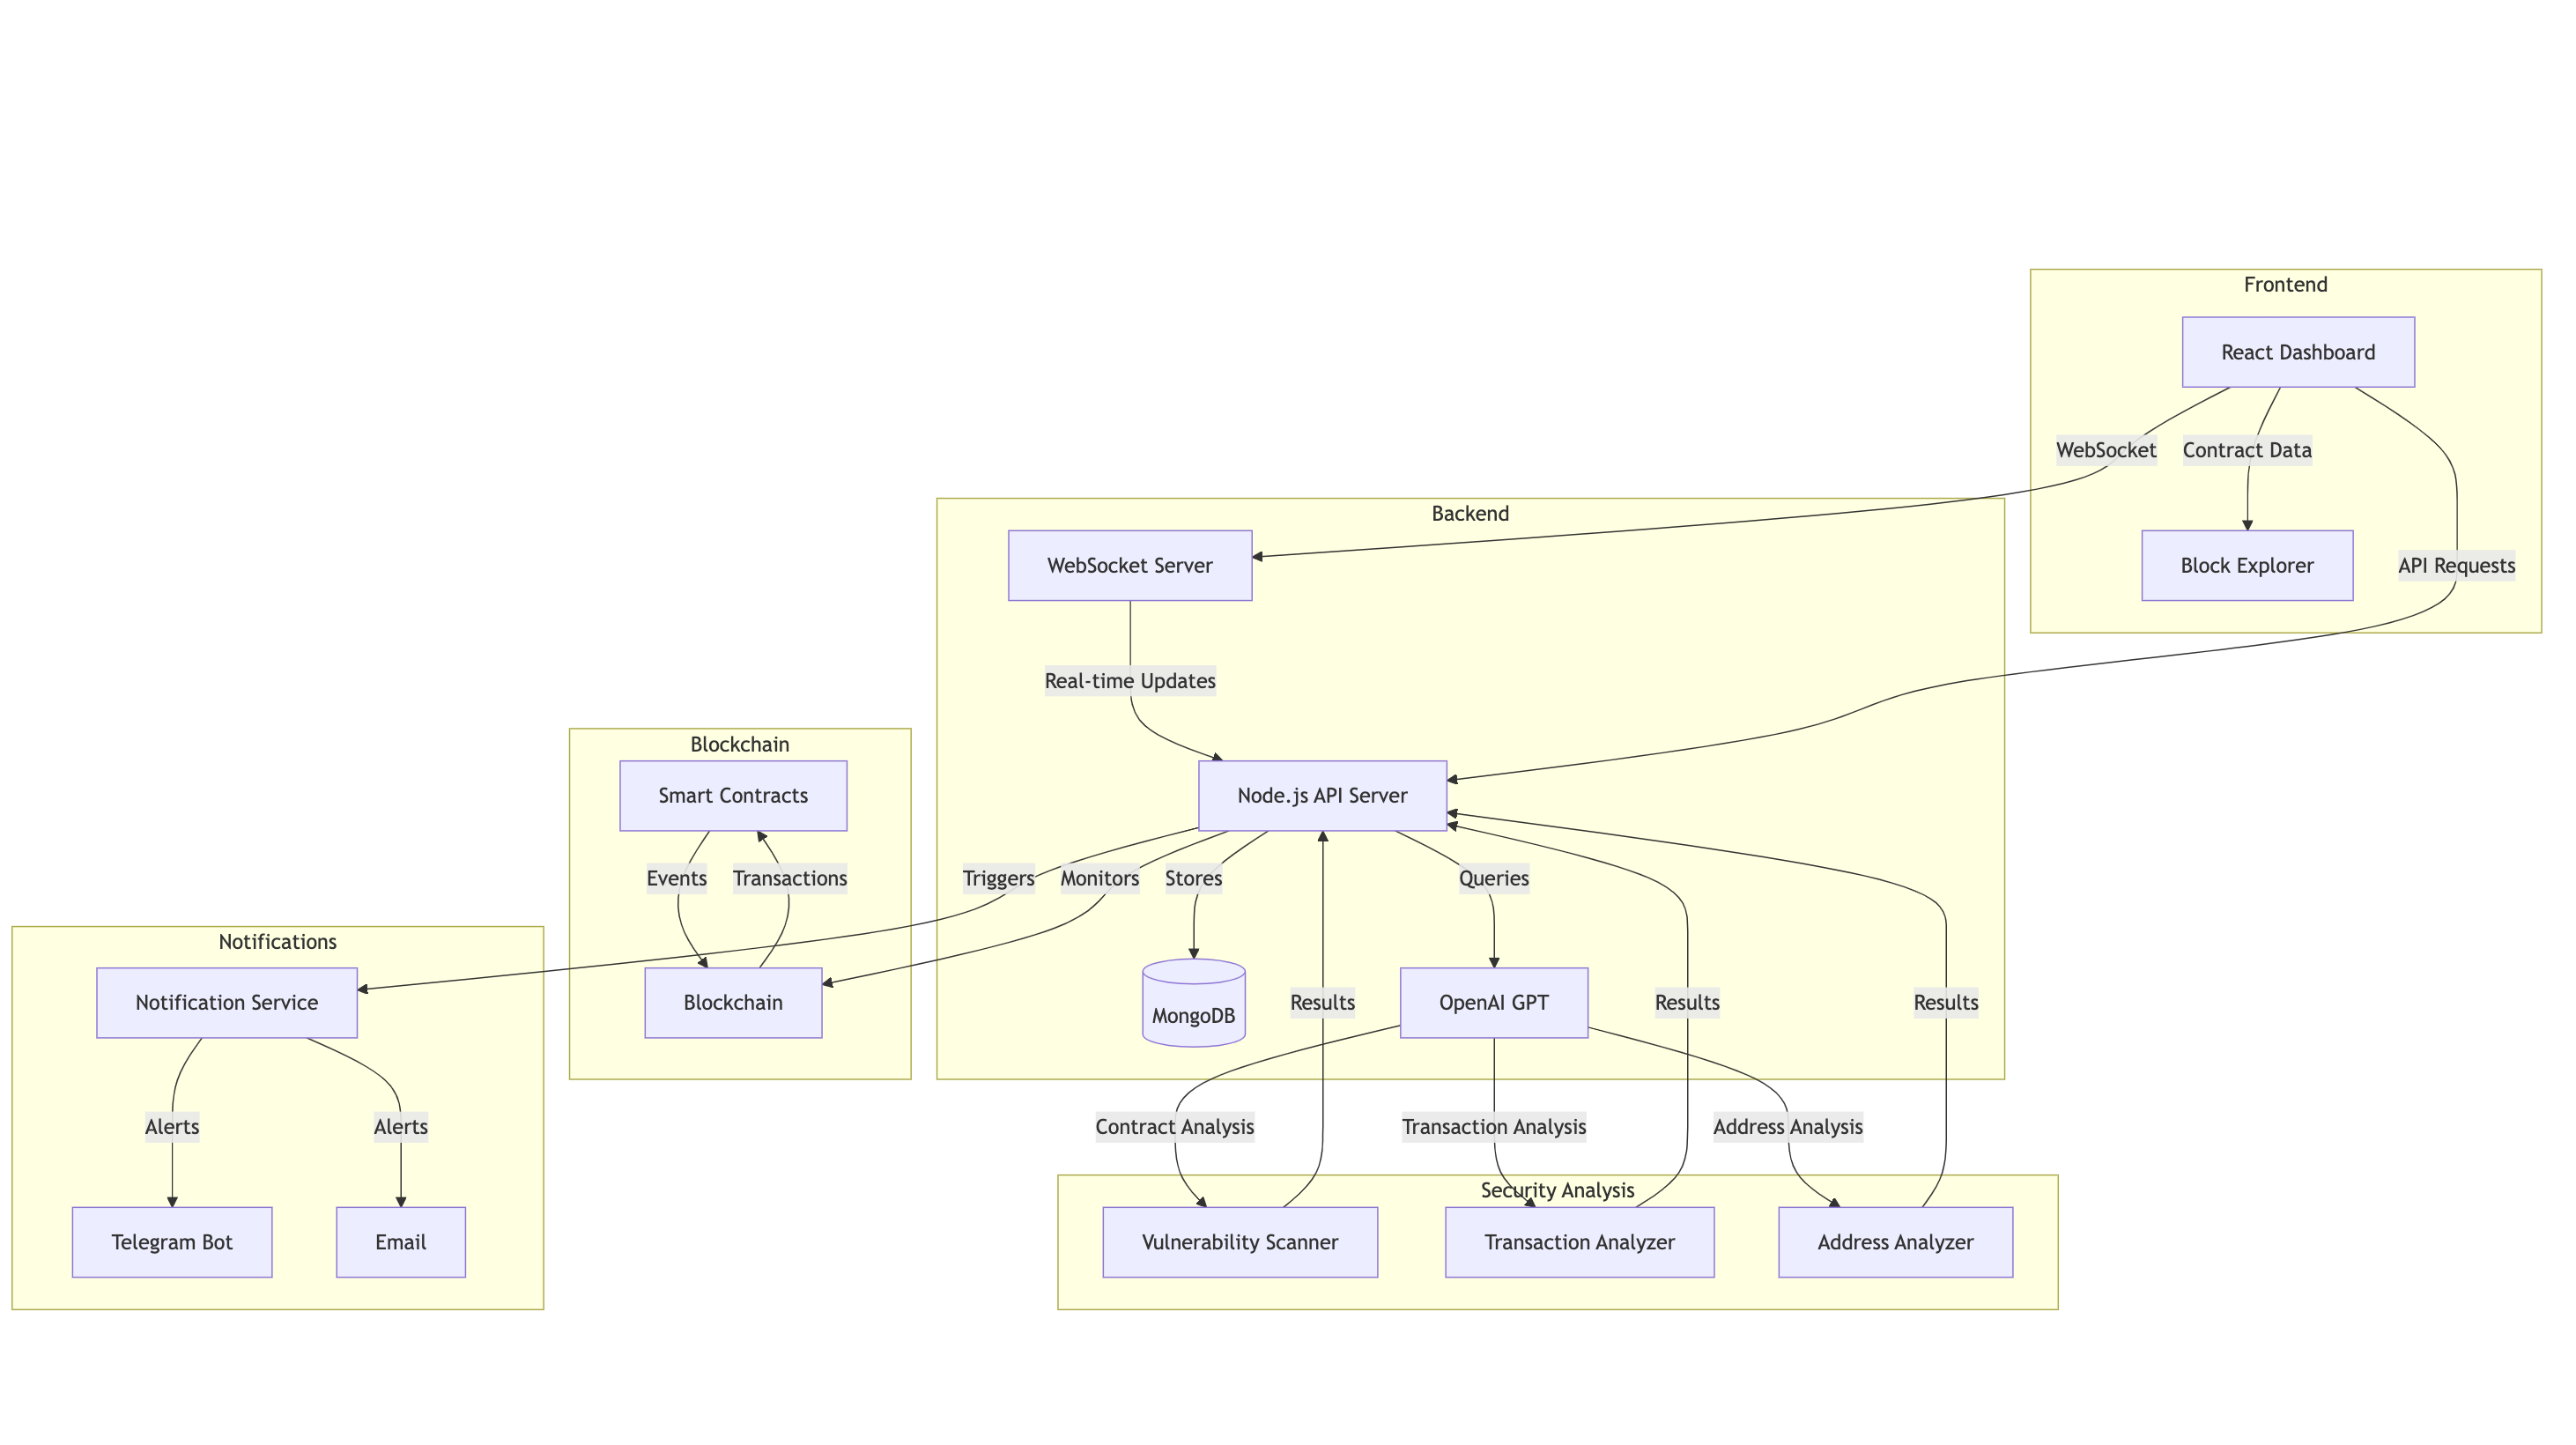 Frontend
React Dashboard
WebSocket
Contract Data
Block Explorer
API Requests
Backend
WebSocket Server
Real-time Updates
Node.js API Server
Triggers
Monitors
Stores
Queries
MongoDB
OpenAI GPT
Results
Results
Results
Blockchain
Smart Contracts
Events
Transactions
Blockchain
Notifications
Notification Service
Alerts
Alerts
Telegram Bot
Email
Contract Analysis
Transaction Analysis
Address Analysis
Security Analysis
Vulnerability Scanner
Transaction Analyzer
Address Analyzer